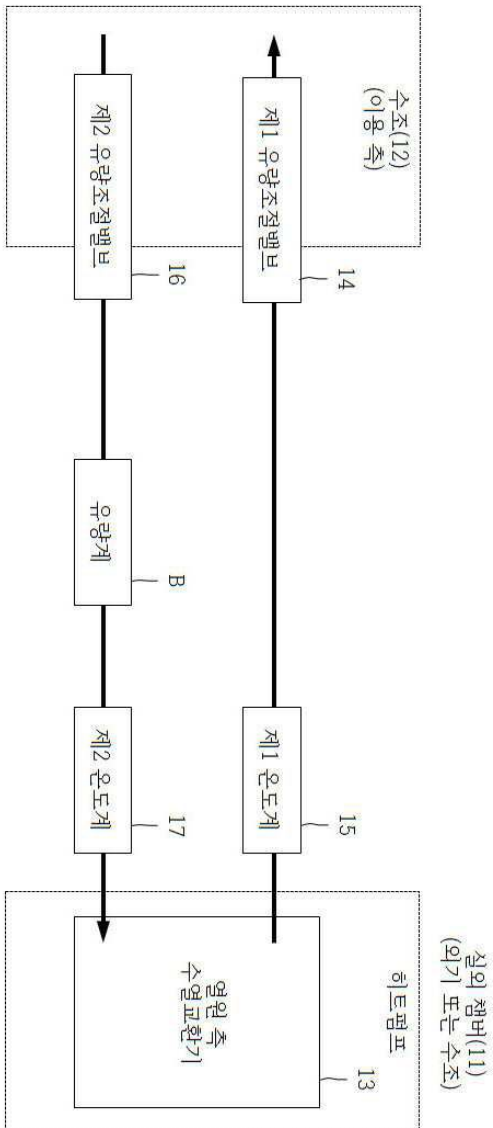 실외 챔버(11)
(외기 또는 수조)
수조(12)
(이용 측)
히트펌프
14
15
13
제1 유량조절밸브
제1 온도계
열원 측
수열교환기
16
B
17
제2 유량조절밸브
유량계
제2 온도계